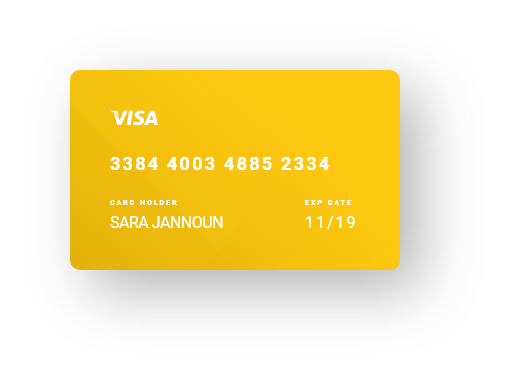 VISA
3384 4003 4885 2334
CARD HOLDER
EXP DATE
SARA JANNOUN
11/19